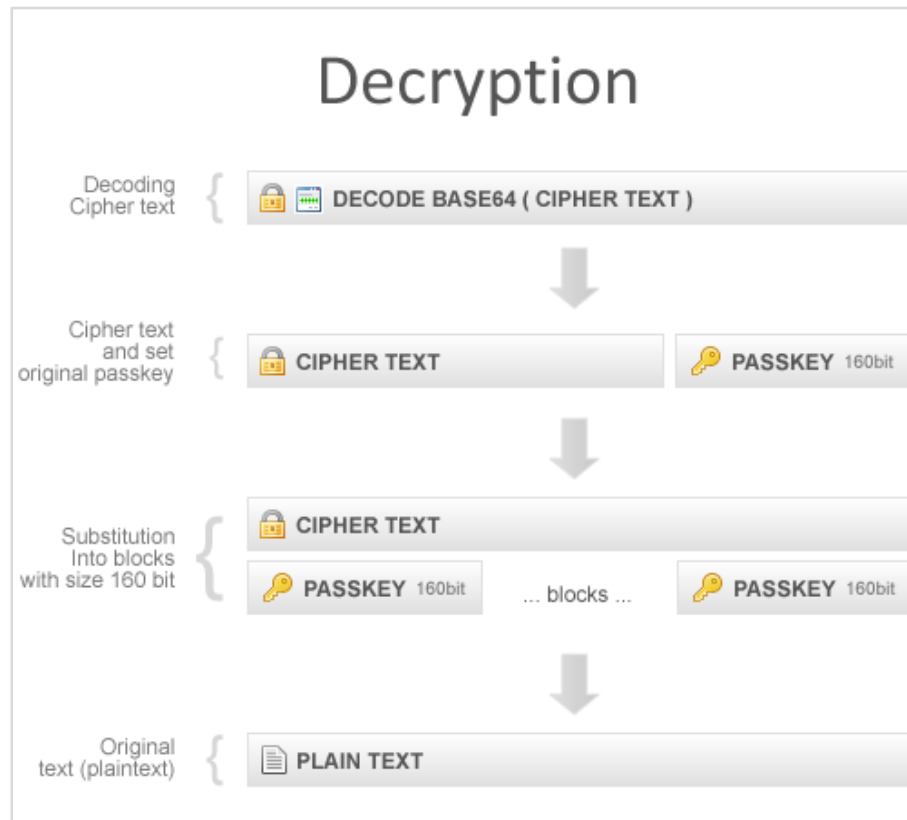 Decryption
Decoding
Cipher text
DECODE BASE64 ( CIPHER TEXT )
Cipher text
and set
original passkey
CIPHER TEXT
PASSKEY 160bit
Substitution
Into blocks
with size 160 bit
CIPHER TEXT
PASSKEY 160bit
... blocks ...
PASSKEY 160bit
Original
text (plaintext)
PLAIN TEXT